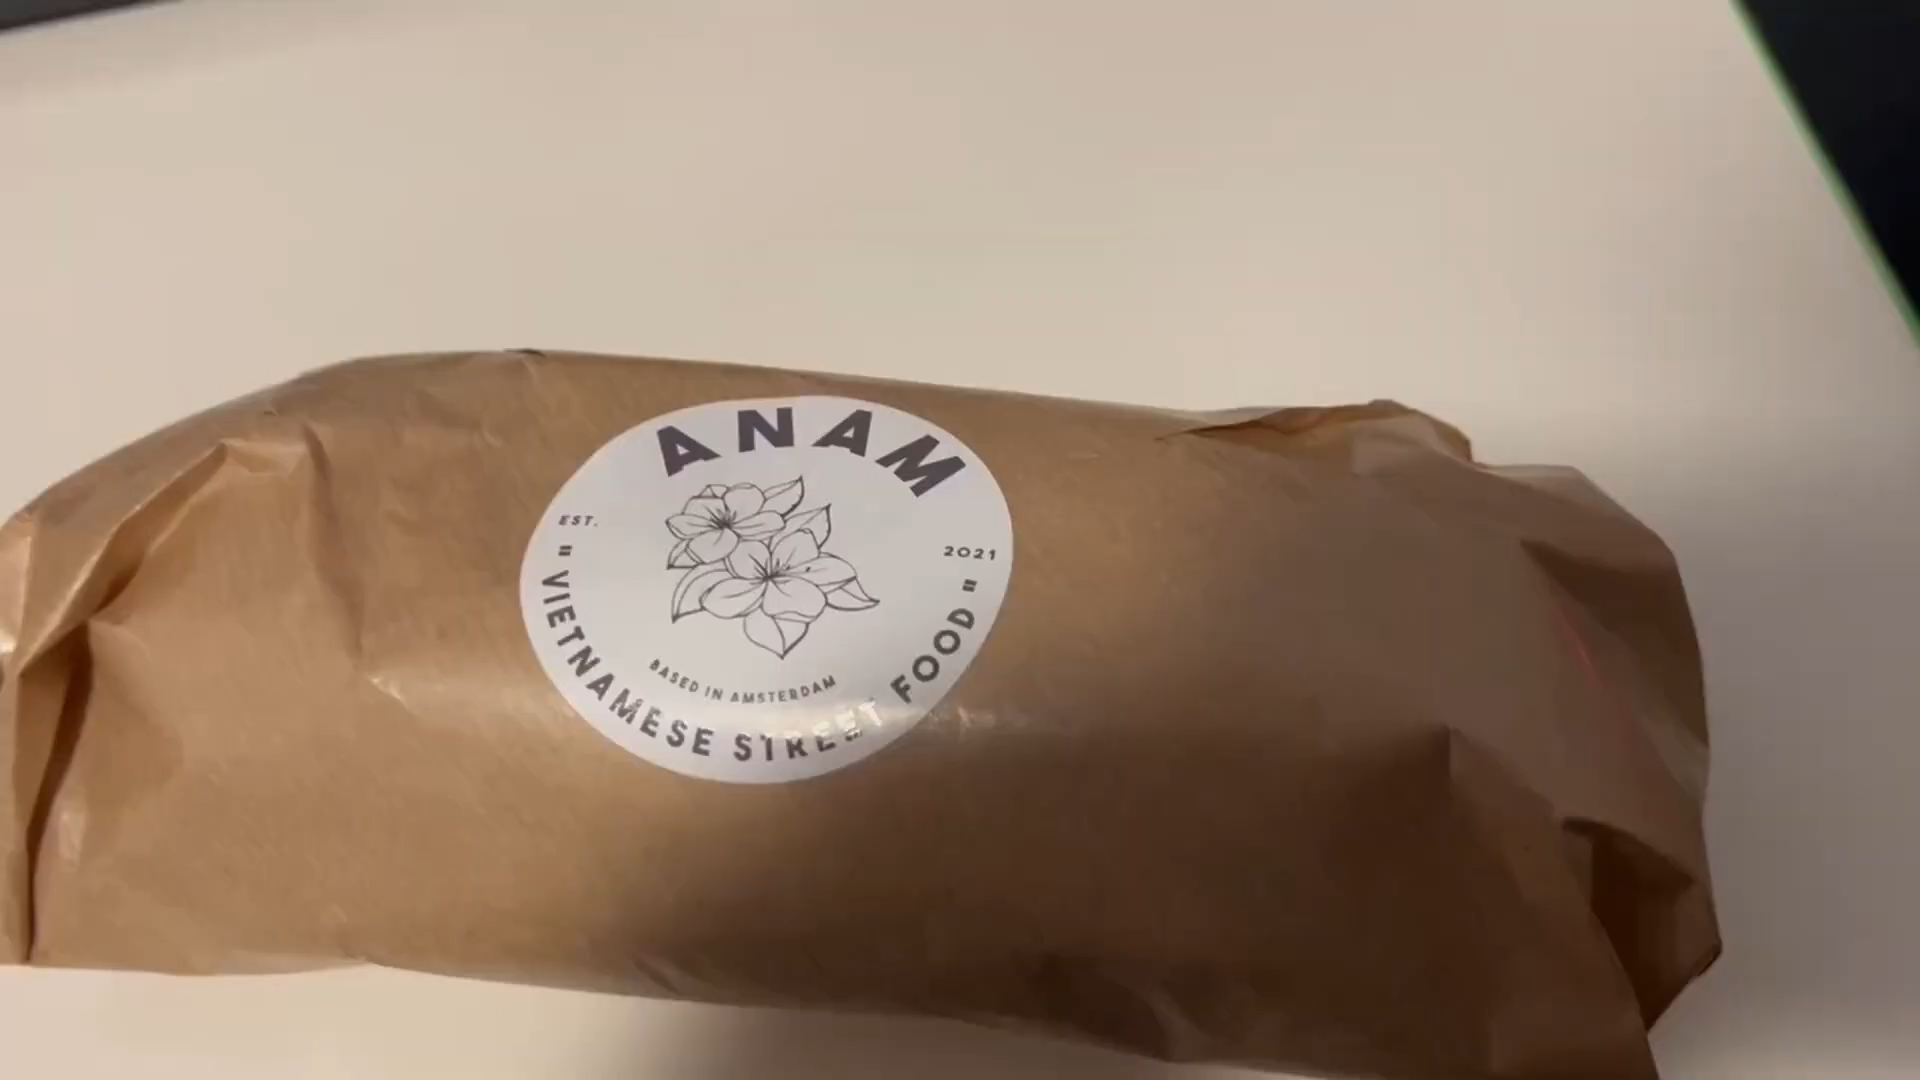 ANAM
EST. 2021
BASED IN AMSTERDAM
= VIETNAMESE STREET FOOD =